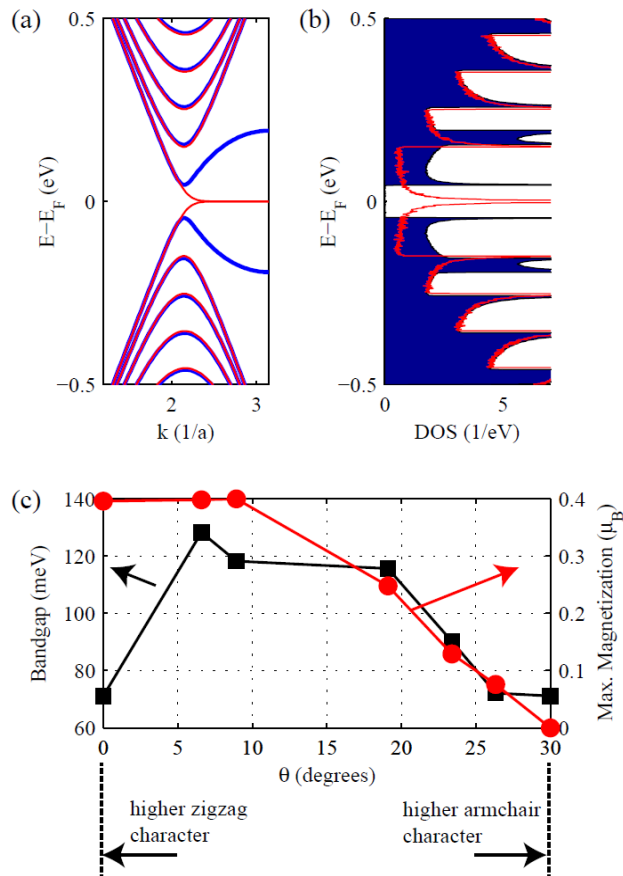 (a)
(b)
0.5
0.5
0
0
−0.5
−0.5
E−E_F (eV)
E−E_F (eV)
2
3
0
5
k (1/a)
DOS (1/eV)
(c)
140
120
100
80
60
Bandgap (meV)
0.4
0.3
0.2
0.1
0
Max. Magnetization (μ_B)
0
5
10
15
20
25
30
θ (degrees)
higher zigzag
character
higher armchair
character